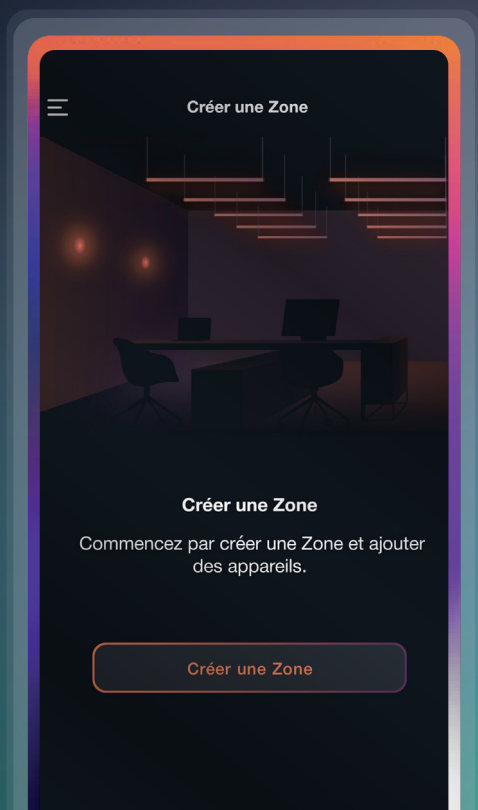 Créer une Zone
Créer une Zone
Commencez par créer une Zone et ajouter
des appareils.
Créer une Zone